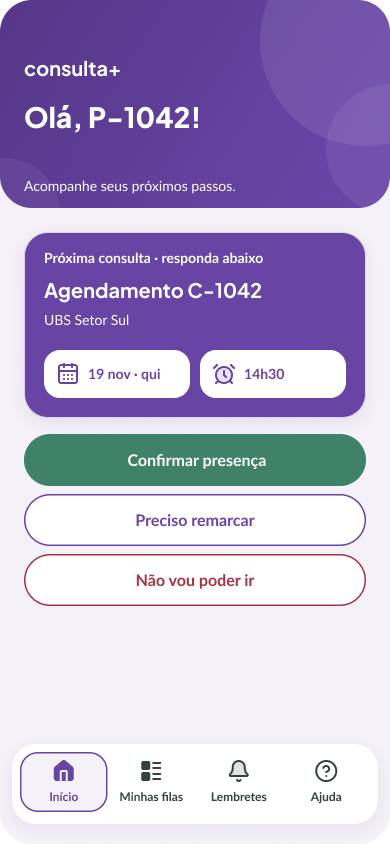 consulta+
Olá, P-1042!
Acompanhe seus próximos passos.
Próxima consulta · responda abaixo
Agendamento C-1042
UBS Setor Sul
19 nov · qui
14h30
Confirmar presença
Preciso remarcar
Não vou poder ir
Início
Minhas filas
Lembretes
Ajuda